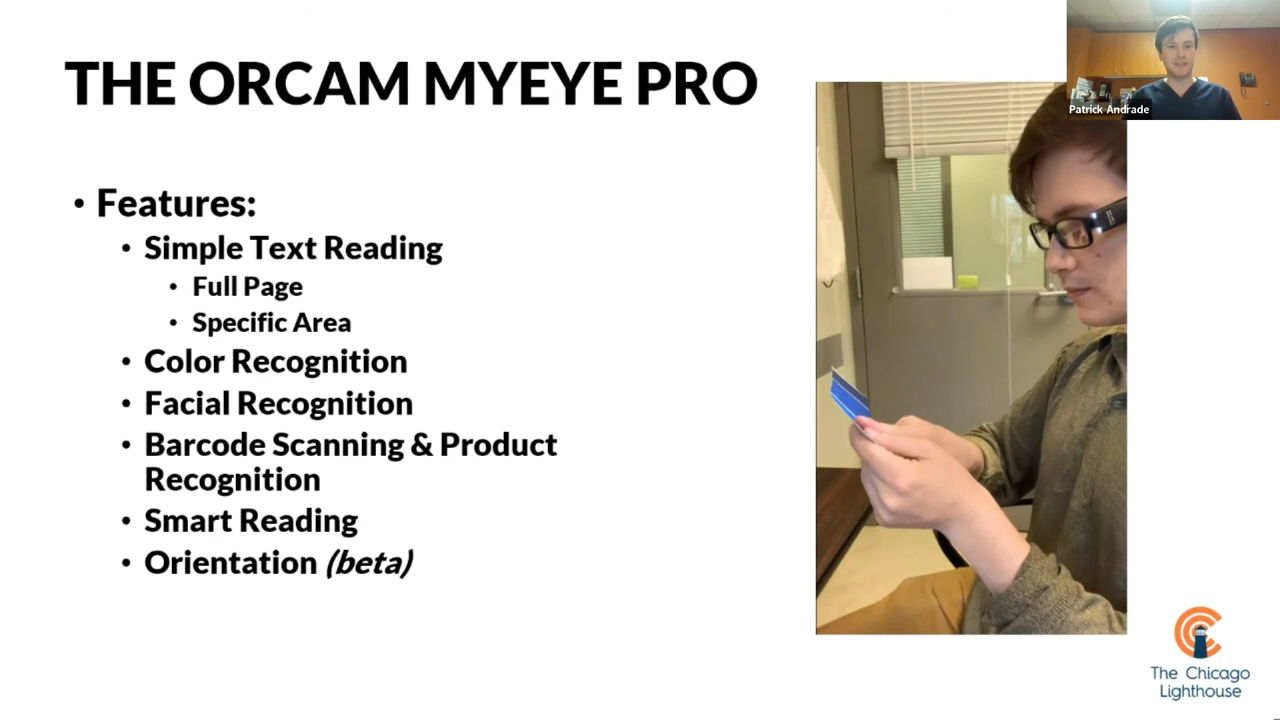 THE ORCAM MYEYE PRO
Patrick Andrade
• Features:
• Simple Text Reading
• Full Page
• Specific Area
• Color Recognition
• Facial Recognition
• Barcode Scanning & Product
Recognition
• Smart Reading
• Orientation (beta)
The Chicago
Lighthouse